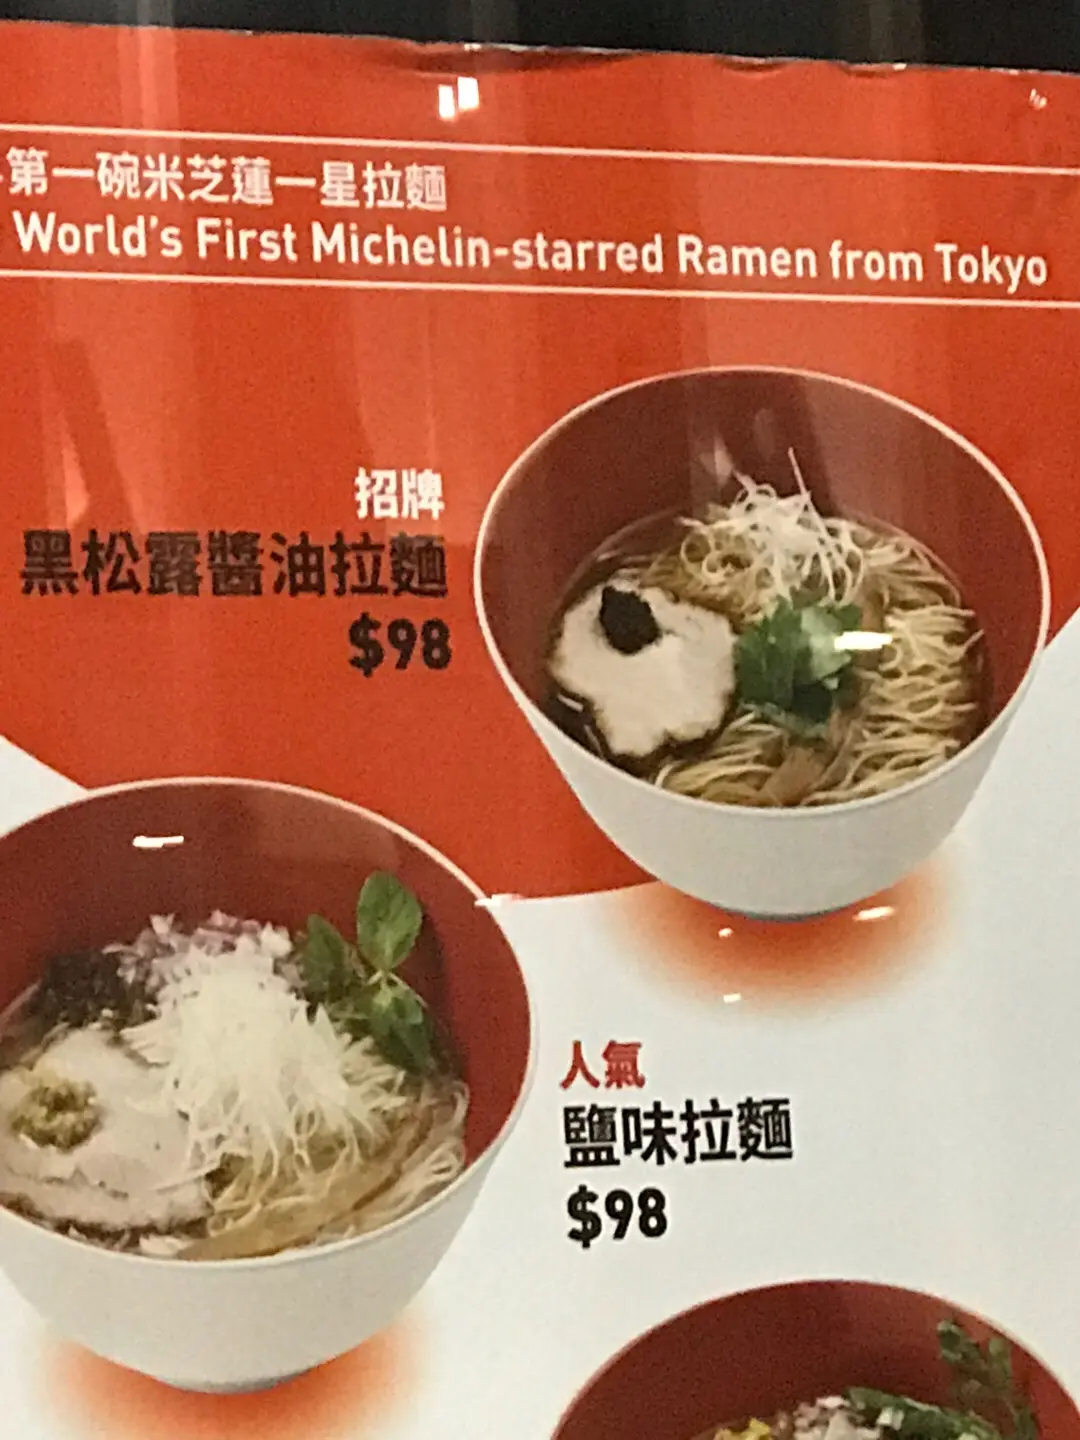 第一碗米芝蓮一星拉麵
World's First Michelin-starred Ramen from Tokyo
招牌
黑松露醬油拉麵
$98
人氣
鹽味拉麵
$98